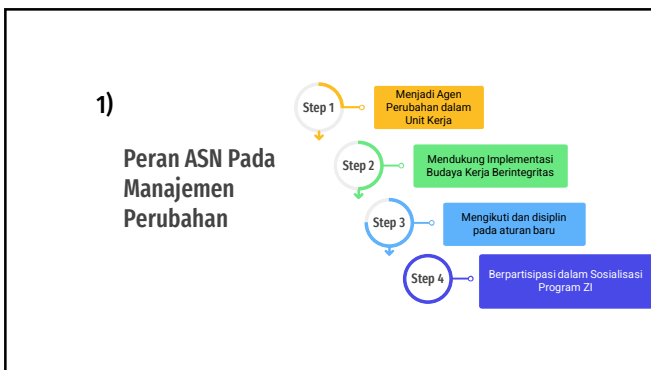 1)
Peran ASN Pada
Manajemen
Perubahan
Step 1
Menjadi Agen
Perubahan dalam
Unit Kerja
Step 2
Mendukung Implementasi
Budaya Kerja Berintegritas
Step 3
Mengikuti dan disiplin
pada aturan baru
Step 4
Berpartisipasi dalam Sosialisasi
Program ZI